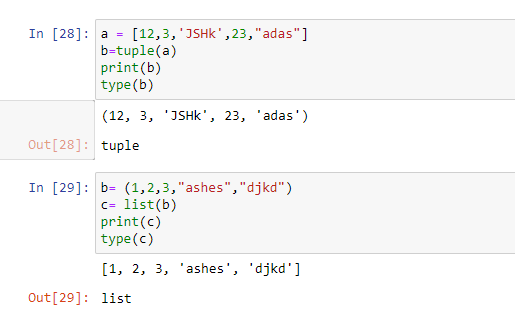 In [28]: a = [12,3,'JSHk',23,"adas"]
b=tuple(a)
print(b)
type(b)
(12, 3, 'JSHk', 23, 'adas')
Out[28]: tuple
In [29]: b= (1,2,3,"ashes","djkd")
c= list(b)
print(c)
type(c)
[1, 2, 3, 'ashes', 'djkd']
Out[29]: list